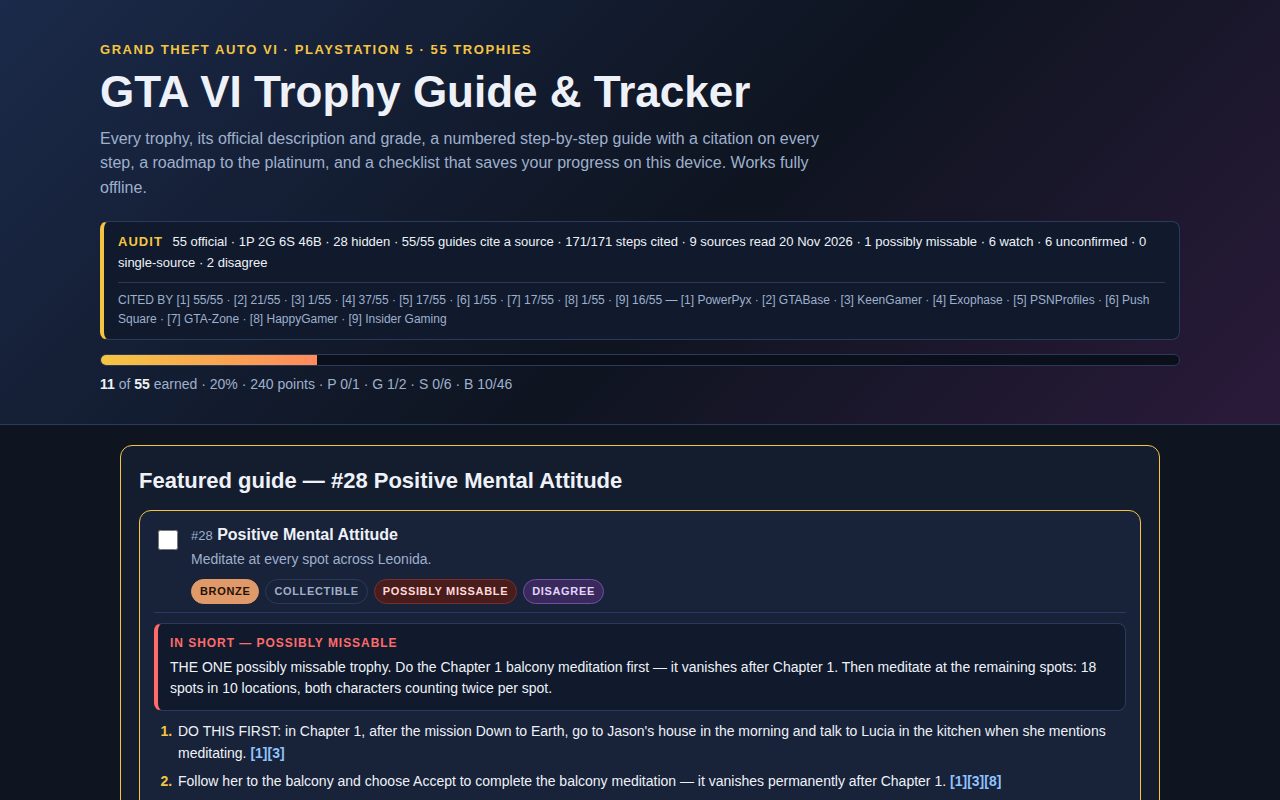 GRAND THEFT AUTO VI · PLAYSTATION 5 · 55 TROPHIES
GTA VI Trophy Guide & Tracker
Every trophy, its official description and grade, a numbered step-by-step guide with a citation on every
step, a roadmap to the platinum, and a checklist that saves your progress on this device. Works fully
offline.
AUDIT 55 official · 1P 2G 6S 46B · 28 hidden · 55/55 guides cite a source · 171/171 steps cited · 9 sources read 20 Nov 2026 · 1 possibly missable · 6 watch · 6 unconfirmed · 0
single-source · 2 disagree
CITED BY [1] 55/55 · [2] 21/55 · [3] 1/55 · [4] 37/55 · [5] 17/55 · [6] 1/55 · [7] 17/55 · [8] 1/55 · [9] 16/55 — [1] PowerPyx · [2] GTABase · [3] KeenGamer · [4] Exophase · [5] PSNProfiles · [6] Push
Square · [7] GTA-Zone · [8] HappyGamer · [9] Insider Gaming
11 of 55 earned · 20% · 240 points · P 0/1 · G 1/2 · S 0/6 · B 10/46
Featured guide — #28 Positive Mental Attitude
#28 Positive Mental Attitude
Meditate at every spot across Leonida.
BRONZE COLLECTIBLE POSSIBLY MISSABLE DISAGREE
IN SHORT — POSSIBLY MISSABLE
THE ONE possibly missable trophy. Do the Chapter 1 balcony meditation first — it vanishes after Chapter 1. Then meditate at the remaining spots: 18
spots in 10 locations, both characters counting twice per spot.
1. DO THIS FIRST: in Chapter 1, after the mission Down to Earth, go to Jason's house in the morning and talk to Lucia in the kitchen when she mentions
meditating. [1][3]
2. Follow her to the balcony and choose Accept to complete the balcony meditation — it vanishes permanently after Chapter 1. [1][3][8]